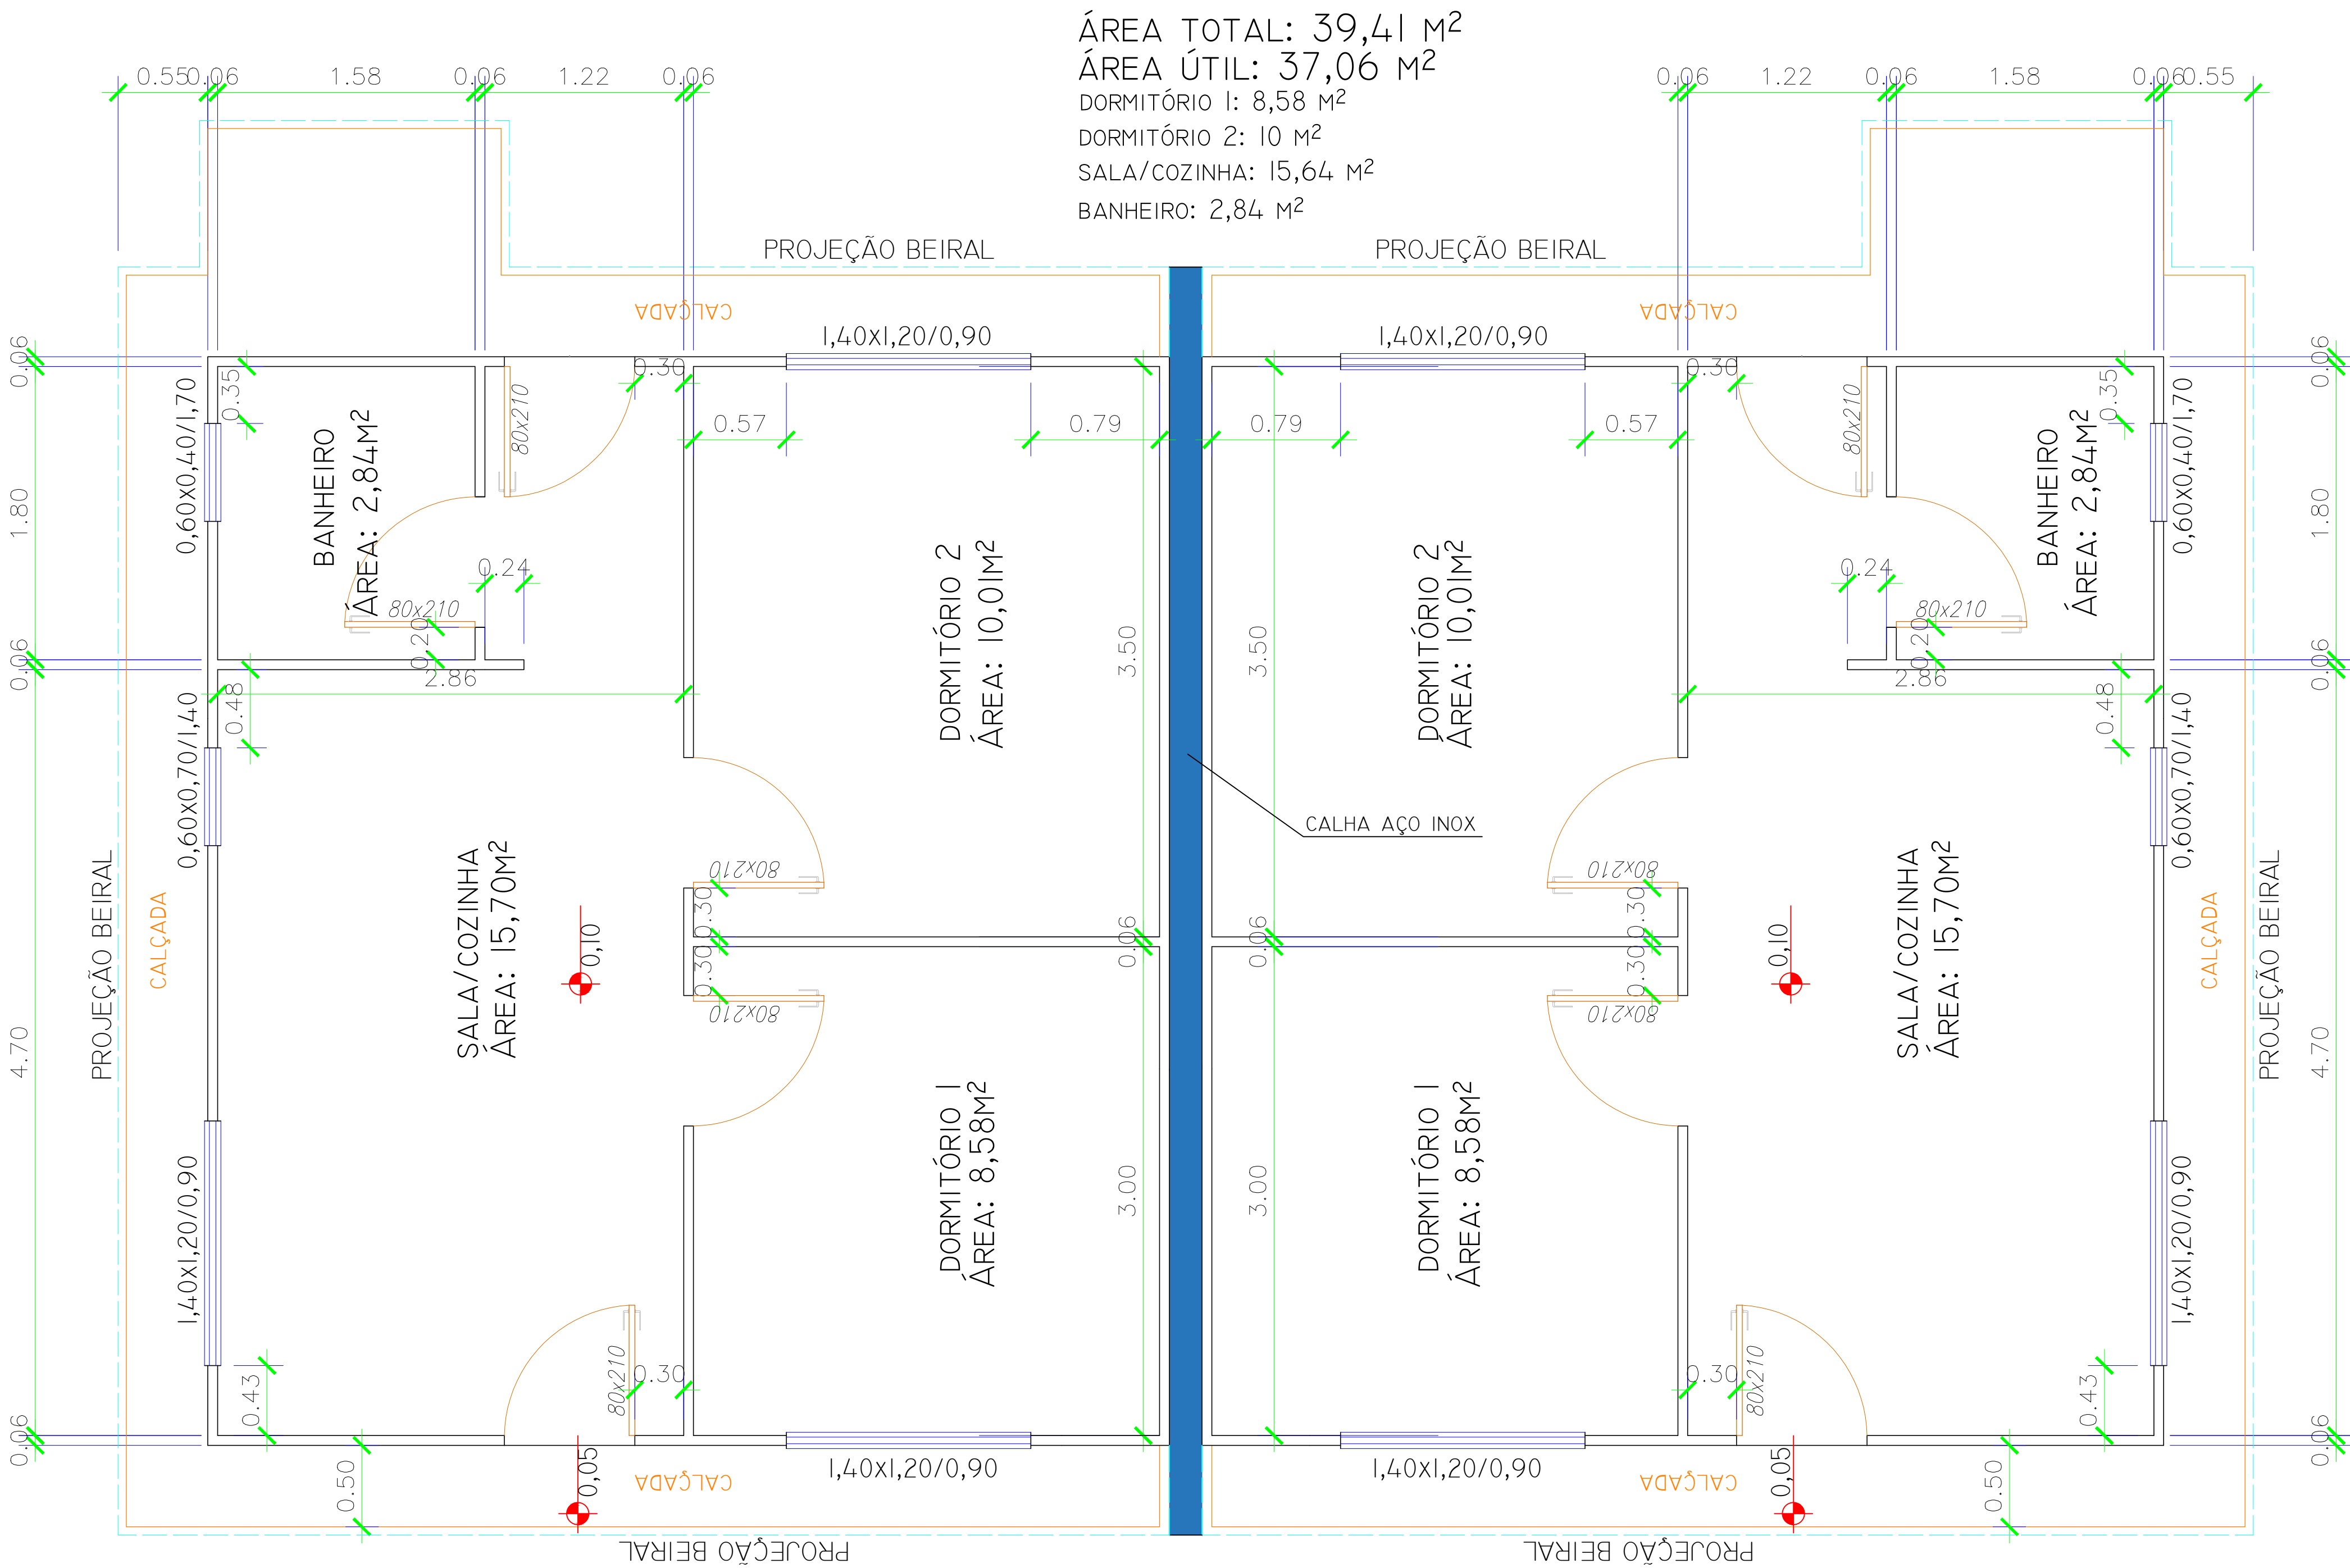 ÁREA TOTAL: 39,41 M²
ÁREA ÚTIL: 37,06 M²
DORMITÓRIO 1: 8,58 M²
DORMITÓRIO 2: 10 M²
SALA/COZINHA: 15,64 M²
BANHEIRO: 2,84 M²
0.55 0.06 1.58 0.06 1.22 0.06
0.06 1.22 0.06 1.58 0.06 0.55
PROJEÇÃO BEIRAL
PROJEÇÃO BEIRAL
CALÇADA
CALÇADA
1,40X1,20/0,90
1,40X1,20/0,90
0.06
1.80
0.06
4.70
0.06
PROJEÇÃO BEIRAL
CALÇADA
0,60X0,40/1,70
0,60X0,70/1,40
1,40X1,20/0,90
0.35
BANHEIRO
ÁREA: 2,84M²
80x210
0.30
80x210
0.24
0.20
2.86
0.48
0.57
0.79
DORMITÓRIO 2
ÁREA: 10,01M²
3.50
80x210
0.30
0.06
0.30
80x210
SALA/COZINHA
ÁREA: 15,70M²
0,10
DORMITÓRIO 1
ÁREA: 8,58M²
3.00
0.43
80x210
0.30
0.50
0,05
CALÇADA
1,40X1,20/0,90
PROJEÇÃO BEIRAL
CALHA AÇO INOX
0.79
0.57
0.30
80x210
0.35
BANHEIRO
ÁREA: 2,84M²
0,60X0,40/1,70
DORMITÓRIO 2
ÁREA: 10,01M²
3.50
0.24
80x210
0.20
2.86
0.48
0,60X0,70/1,40
80x210
0.30
0.06
0.30
80x210
0,10
SALA/COZINHA
ÁREA: 15,70M²
DORMITÓRIO 1
ÁREA: 8,58M²
3.00
1,40X1,20/0,90
0.30
80x210
0.43
0.50
0,05
1,40X1,20/0,90
CALÇADA
PROJEÇÃO BEIRAL
CALÇADA
PROJEÇÃO BEIRAL
0.06
1.80
0.06
4.70
0.06